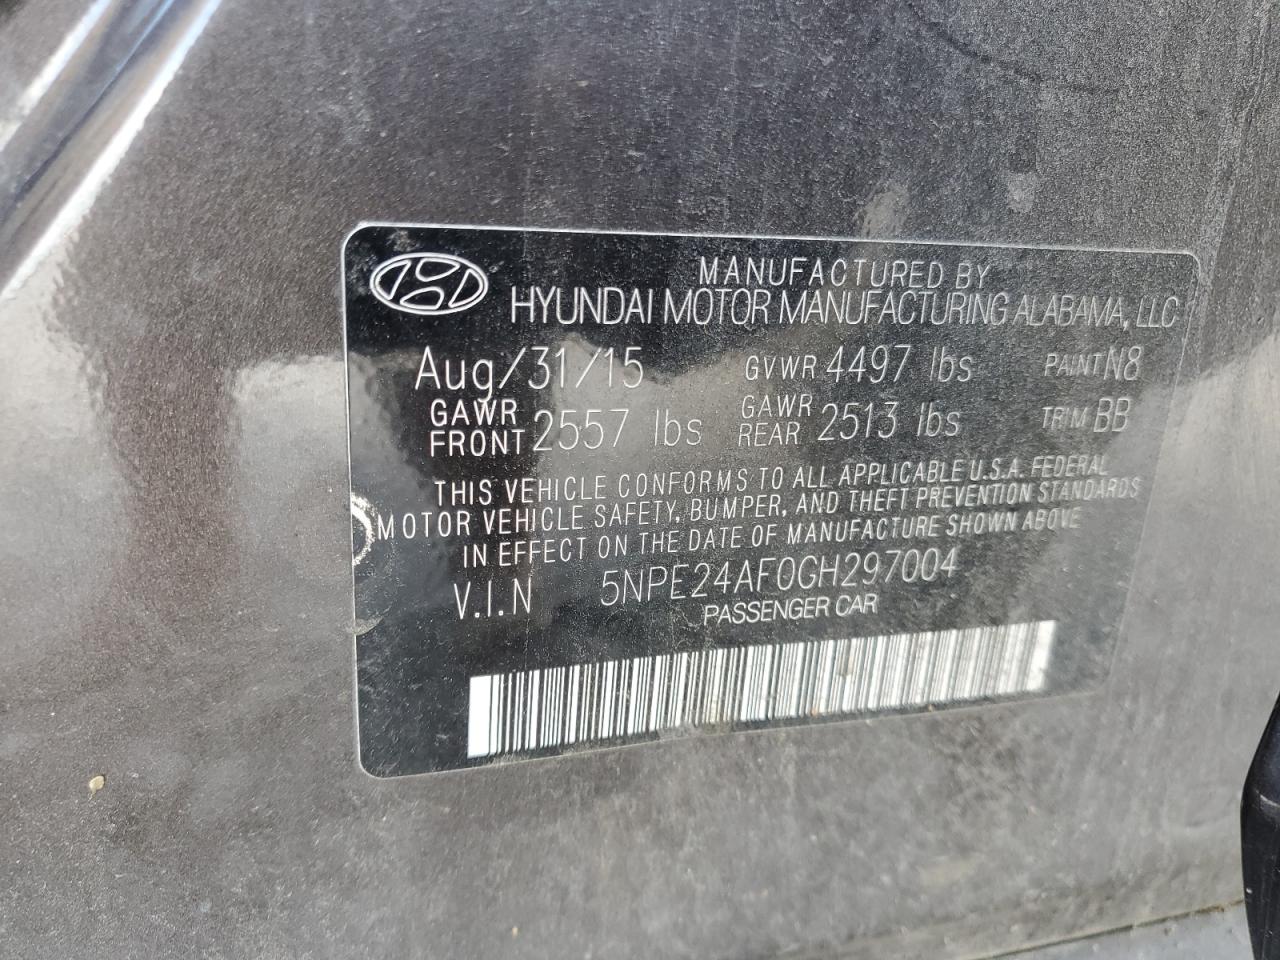 MANUFACTURED BY
HYUNDAI MOTOR MANUFACTURING ALABAMA, LLC
Aug/31/15 GVWR 4497 lbs PAINT N8
GAWR FRONT 2557 lbs GAWR REAR 2513 lbs TRIM BB
THIS VEHICLE CONFORMS TO ALL APPLICABLE U.S.A. FEDERAL
MOTOR VEHICLE SAFETY, BUMPER, AND THEFT PREVENTION STANDARDS
IN EFFECT ON THE DATE OF MANUFACTURE SHOWN ABOVE
V.I.N 5NPE24AF0GH297004
PASSENGER CAR